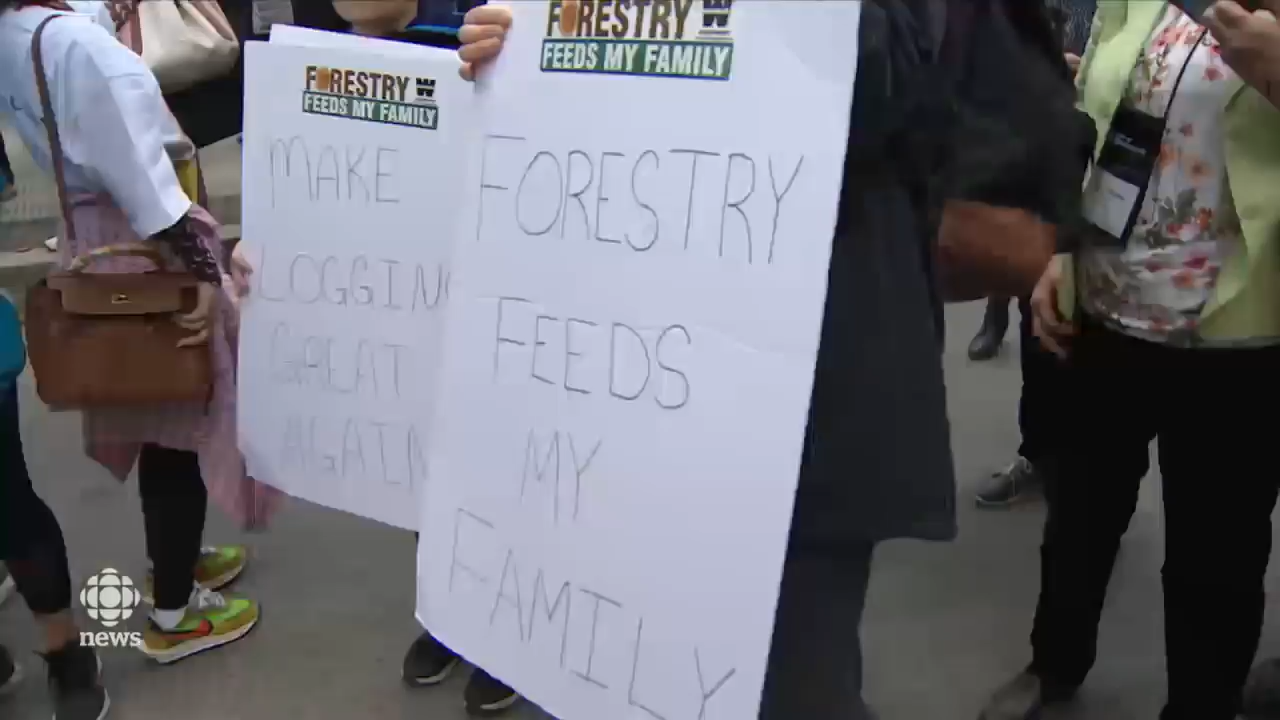 FORESTRY
FEEDS MY FAMILY
MAKE
LOGGING
GREAT
AGAIN
FORESTRY
FEEDS MY FAMILY
FORESTRY
FEEDS
MY
FAMILY
news